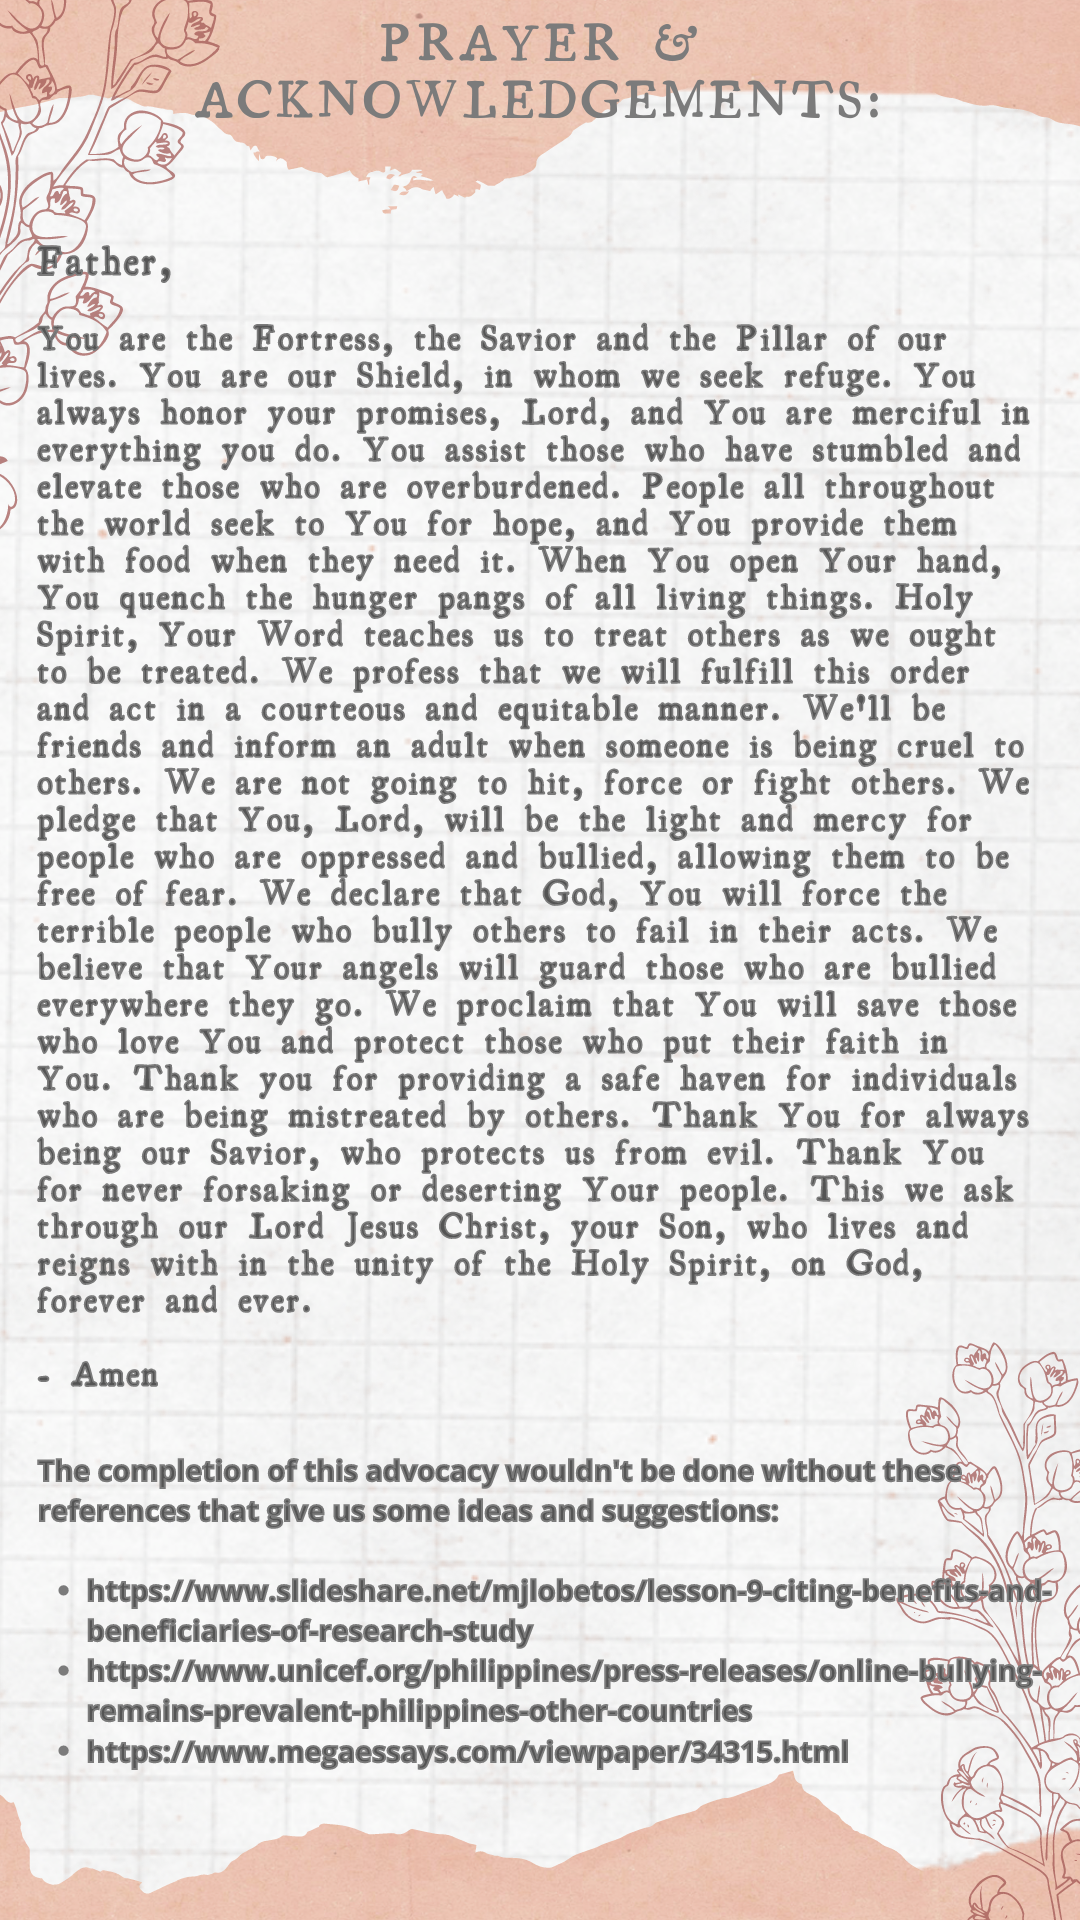 PRAYER &
ACKNOWLEDGEMENTS:
Father,
You are the Fortress, the Savior and the Pillar of our
lives. You are our Shield, in whom we seek refuge. You
always honor your promises, Lord, and You are merciful in
everything you do. You assist those who have stumbled and
elevate those who are overburdened. People all throughout
the world seek to You for hope, and You provide them
with food when they need it. When You open Your hand,
You quench the hunger pangs of all living things. Holy
Spirit, Your Word teaches us to treat others as we ought
to be treated. We profess that we will fulfill this order
and act in a courteous and equitable manner. We'll be
friends and inform an adult when someone is being cruel to
others. We are not going to hit, force or fight others. We
pledge that You, Lord, will be the light and mercy for
people who are oppressed and bullied, allowing them to be
free of fear. We declare that God, You will force the
terrible people who bully others to fail in their acts. We
believe that Your angels will guard those who are bullied
everywhere they go. We proclaim that You will save those
who love You and protect those who put their faith in
You. Thank you for providing a safe haven for individuals
who are being mistreated by others. Thank You for always
being our Savior, who protects us from evil. Thank You
for never forsaking or deserting Your people. This we ask
through our Lord Jesus Christ, your Son, who lives and
reigns with in the unity of the Holy Spirit, on God,
forever and ever.
- Amen
The completion of this advocacy wouldn't be done without these
references that give us some ideas and suggestions:
• https://www.slideshare.net/mjlobetos/lesson-9-citing-benefits-and-
beneficiaries-of-research-study
• https://www.unicef.org/philippines/press-releases/online-bullying-
remains-prevalent-philippines-other-countries
• https://www.megaessays.com/viewpaper/34315.html